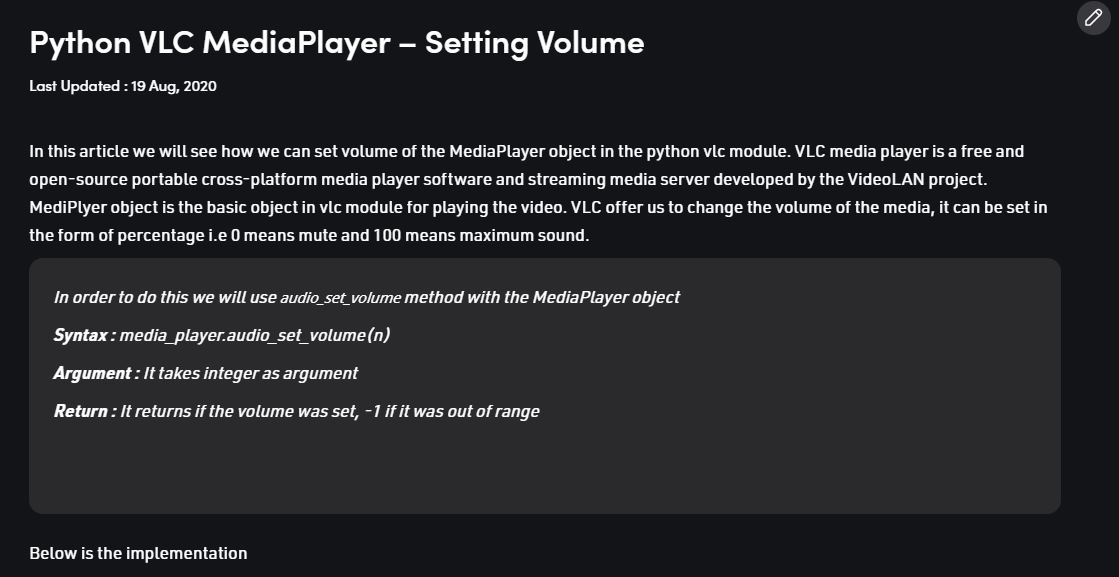 Python VLC MediaPlayer – Setting Volume
Last Updated : 19 Aug, 2020
In this article we will see how we can set volume of the MediaPlayer object in the python vlc module. VLC media player is a free and
open-source portable cross-platform media player software and streaming media server developed by the VideoLAN project.
MediPlyer object is the basic object in vlc module for playing the video. VLC offer us to change the volume of the media, it can be set in
the form of percentage i.e 0 means mute and 100 means maximum sound.
In order to do this we will use audio_set_volume method with the MediaPlayer object
Syntax : media_player.audio_set_volume(n)
Argument : It takes integer as argument
Return : It returns if the volume was set, -1 if it was out of range
Below is the implementation